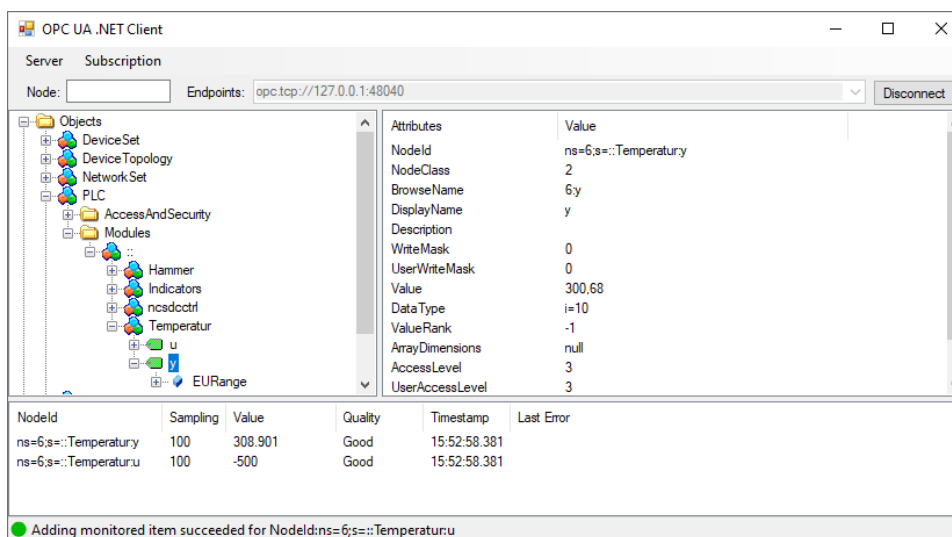 OPC UA .NET Client
Server Subscription
Node: Endpoints: opc.tcp://127.0.0.1:48040 Disconnect
Objects
DeviceSet
DeviceTopology
NetworkSet
PLC
AccessAndSecurity
Modules
::
Hammer
Indicators
ncsdcctrl
Temperatur
u
y
EURange
Attributes Value
NodeId ns=6;s=::Temperatur:y
NodeClass 2
BrowseName 6:y
DisplayName y
Description
WriteMask 0
UserWriteMask 0
Value 300,68
DataType i=10
ValueRank -1
ArrayDimensions null
AccessLevel 3
UserAccessLevel 3
NodeId Sampling Value Quality Timestamp Last Error
ns=6;s=::Temperatur:y 100 308.901 Good 15:52:58.381
ns=6;s=::Temperatur:u 100 -500 Good 15:52:58.381
Adding monitored item succeeded for NodeId:ns=6;s=::Temperatur:u